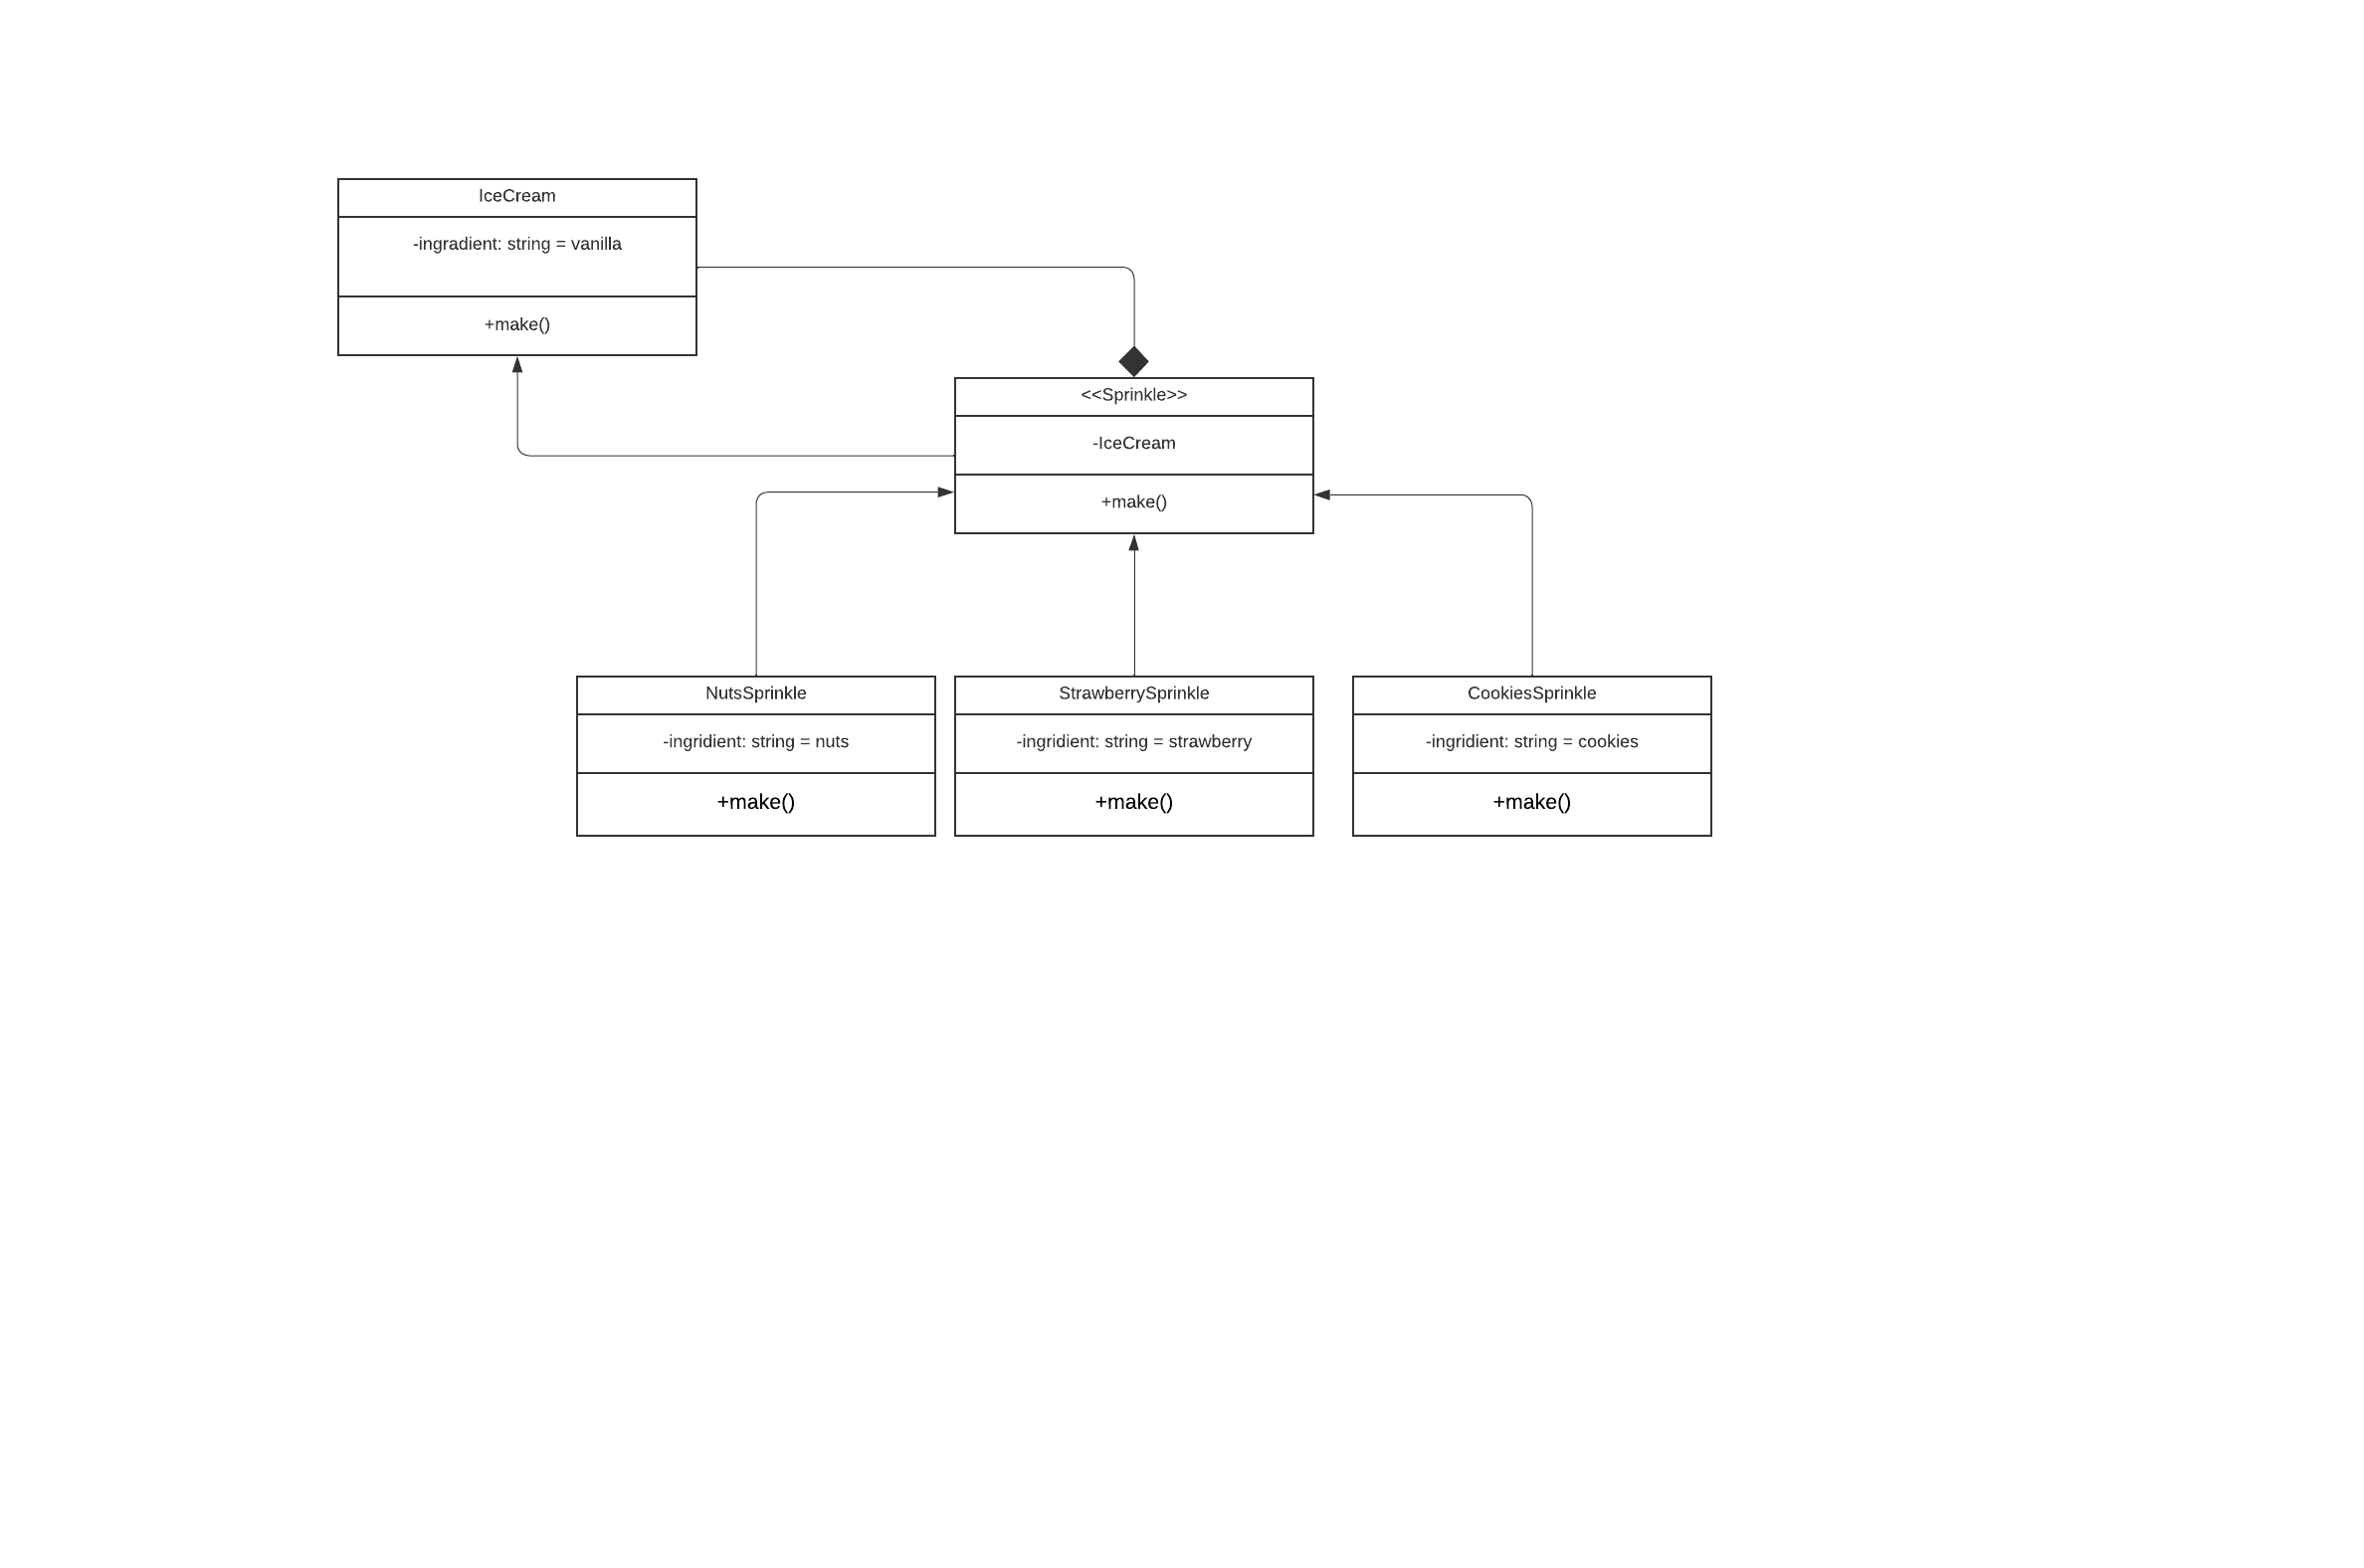 IceCream
-ingradient: string = vanilla
+make()
<<Sprinkle>>
-IceCream
+make()
NutsSprinkle
-ingridient: string = nuts
+make()
StrawberrySprinkle
-ingridient: string = strawberry
+make()
CookiesSprinkle
-ingridient: string = cookies
+make()